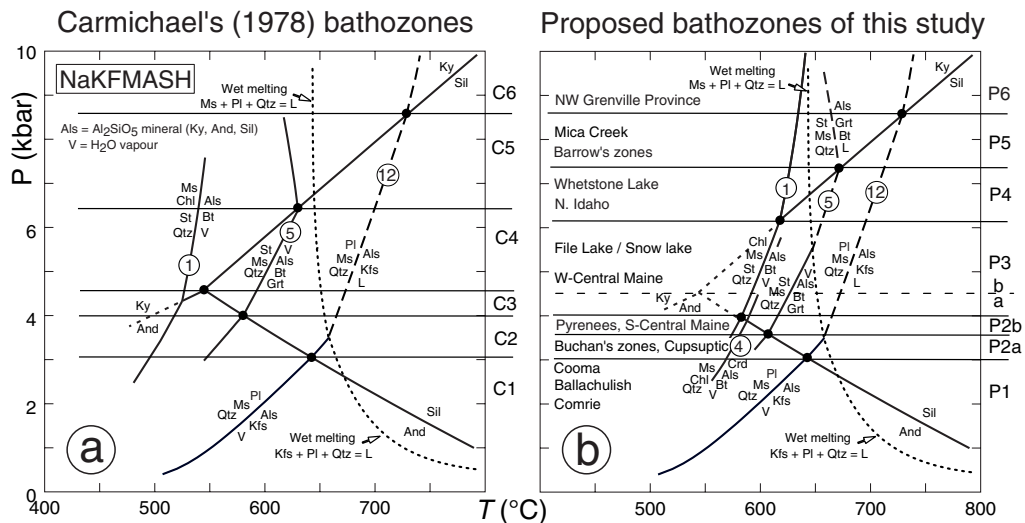 Carmichael's (1978) bathozones
Proposed bathozones of this study
NaKFMASH
Wet melting
Ms + Pl + Qtz = L
Als = Al2SiO5 mineral (Ky, And, Sil)
V = H2O vapour
Ky
Sil
C6
C5
C4
C3
C2
C1
Ms
Chl Als
St Bt
Qtz V
1
12
5
St V
Ms Als
Qtz Bt
Grt
Pl
Ms Als
Qtz Kfs
L
Ky
And
Pl
Ms
Qtz Als
Kfs
V
Sil
And
Wet melting
Kfs + Pl + Qtz = L
a
P (kbar)
10
8
6
4
2
0
400
500
600
700
T (°C)
Wet melting
Ms + Pl + Qtz = L
Ky
Sil
NW Grenville Province
Mica Creek
Barrow's zones
Whetstone Lake
N. Idaho
File Lake / Snow lake
W-Central Maine
Pyrenees, S-Central Maine
Buchan's zones, Cupsuptic
Cooma
Ballachulish
Comrie
Als
St Grt
Ms Bt
Qtz L
1
5
12
Chl
Ms Als
St Bt
Qtz V
St V
Ms Als
Qtz Bt
Grt
Pl
Ms Als
Qtz Kfs
L
Ky
And
4
Ms Crd
Chl Als
Qtz Bt
V
Pl
Ms Als
Qtz Kfs
V
Sil
And
Wet melting
Kfs + Pl + Qtz = L
b
P6
P5
P4
P3
b
a
P2b
P2a
P1
400
500
600
700
800